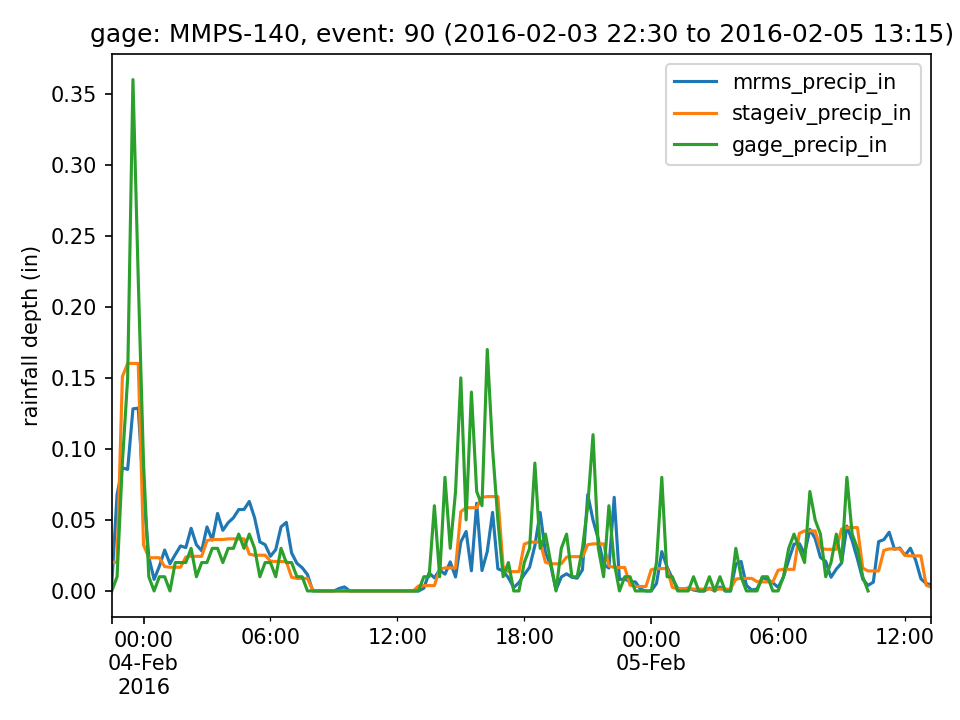 gage: MMPS-140, event: 90 (2016-02-03 22:30 to 2016-02-05 13:15)
mrms_precip_in
stageiv_precip_in
gage_precip_in
rainfall depth (in)
0.35
0.30
0.25
0.20
0.15
0.10
0.05
0.00
00:00 06:00 12:00 18:00 00:00 06:00 12:00
04-Feb 05-Feb
2016